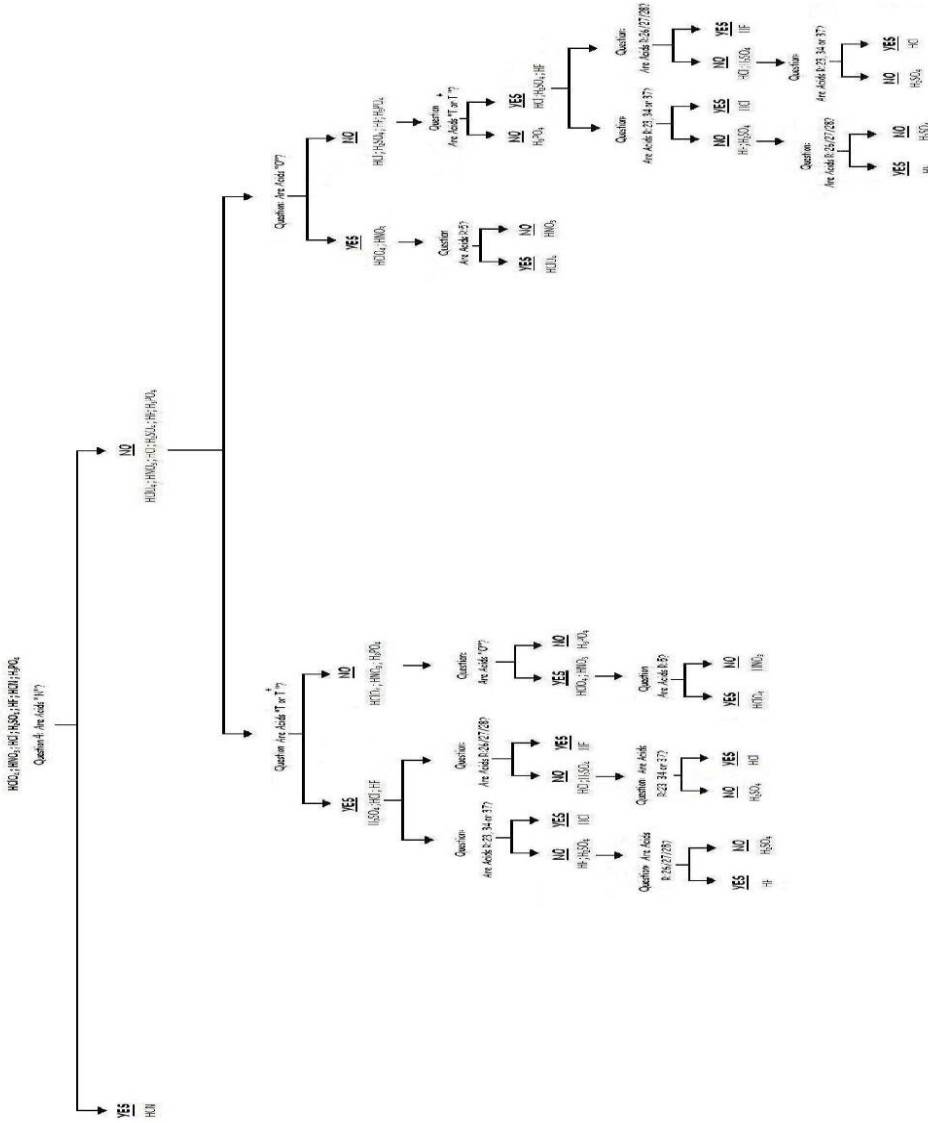 HClO₄; HNO₃; HCl; H₂SO₄; HF; HCN; H₃PO₄
Question 4: Are Acids "N"?
YES
HCN
NO
HClO₄; HNO₃; HCl; H₂SO₄; HF; H₃PO₄
Question Are Acids "T or T⁺"?
YES
H₂SO₄; HCl; HF
Question:
Are Acids R:23, 34 or 37?
NO
HF; H₂SO₄
YES
HCl
Question: Are Acids
R:26/27/28?
YES
HF
NO
H₂SO₄
Question:
Are Acids R:26/27/28?
NO
HCl; H₂SO₄
YES
HF
Question: Are Acids
R:23 34 or 37?
NO
H₂SO₄
YES
HCl
NO
HClO₄; HNO₃; H₃PO₄
Question:
Are Acids "O"?
YES
HClO₄; HNO₃
NO
H₃PO₄
Question
Are Acids R:5?
YES
HClO₄
NO
HNO₃
Question: Are Acids "O"?
YES
HClO₄; HNO₃
Question
Are Acids R:5?
YES
HClO₄
NO
HNO₃
NO
HCl; H₂SO₄; HF; H₃PO₄
Question
Are Acids "T or T⁺"?
NO
H₃PO₄
YES
HCl; H₂SO₄; HF
Question:
Are Acids R:23, 34 or 37?
NO
HF; H₂SO₄
YES
HCl
Question:
Are Acids R:26/27/28?
YES
HF
NO
H₂SO₄
Question:
Are Acids R:26/27/28?
NO
HCl; H₂SO₄
YES
HF
Question:
Are Acids R:23, 34 or 37?
NO
H₂SO₄
YES
HCl